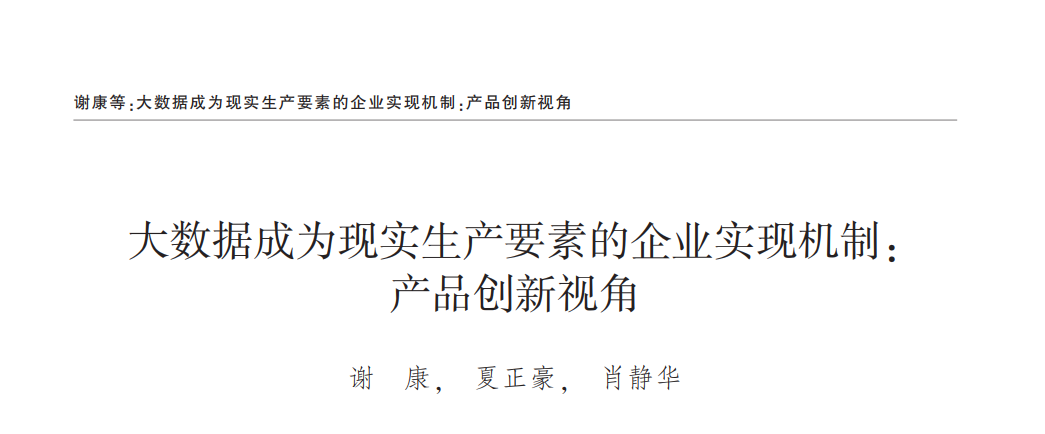 谢康等:大数据成为现实生产要素的企业实现机制:产品创新视角
大数据成为现实生产要素的企业实现机制:
产品创新视角
谢　康， 夏正豪， 肖静华